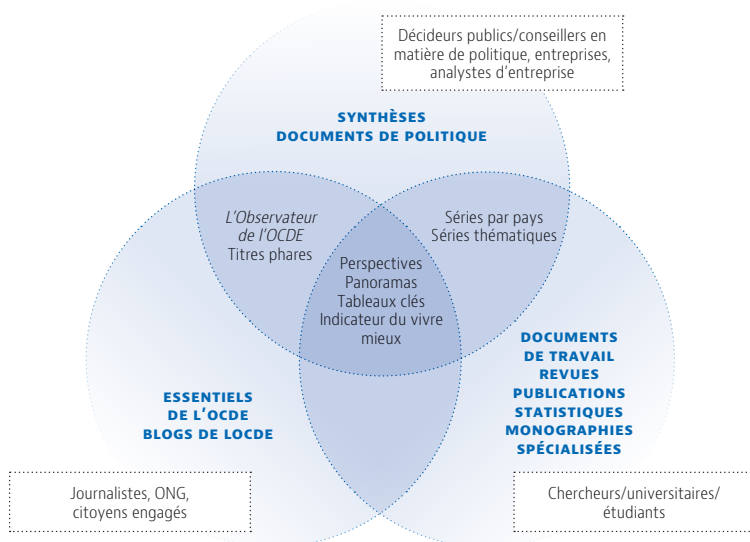 Décideurs publics/conseillers en
matière de politique, entreprises,
analystes d'entreprise
SYNTHÈSES
DOCUMENTS DE POLITIQUE
L'Observateur
de l'OCDE
Titres phares
Séries par pays
Séries thématiques
Perspectives
Panoramas
Tableaux clés
Indicateur du vivre
mieux
DOCUMENTS
DE TRAVAIL
REVUES
PUBLICATIONS
STATISTIQUES
MONOGRAPHIES
SPÉCIALISÉES
ESSENTIELS
DE L'OCDE
BLOGS DE LOCDE
Journalistes, ONG,
citoyens engagés
Chercheurs/universitaires/
étudiants